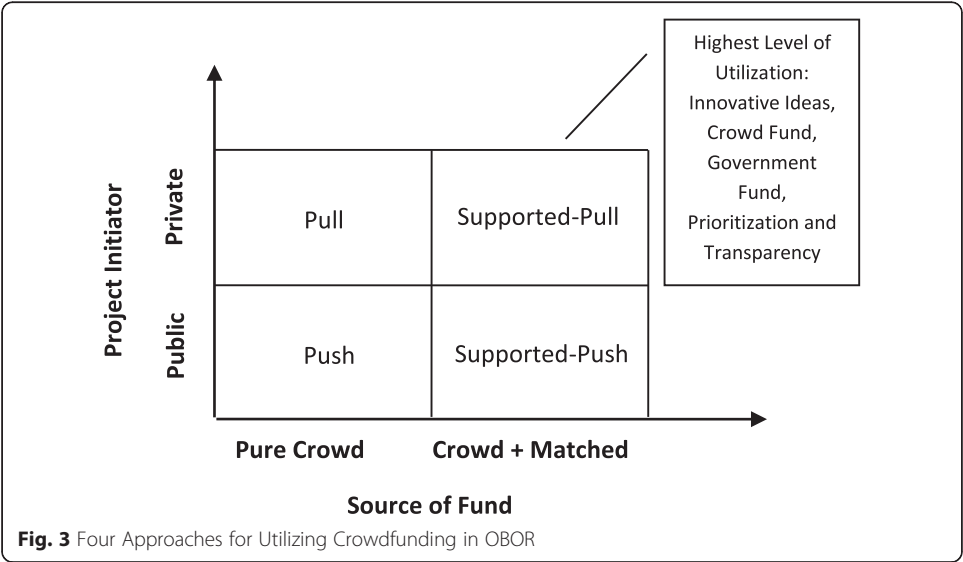 Highest Level of
Utilization:
Innovative Ideas,
Crowd Fund,
Government
Fund,
Prioritization and
Transparency
Project Initiator
Private
Public
Pull
Supported-Pull
Push
Supported-Push
Pure Crowd
Crowd + Matched
Source of Fund
Fig. 3 Four Approaches for Utilizing Crowdfunding in OBOR